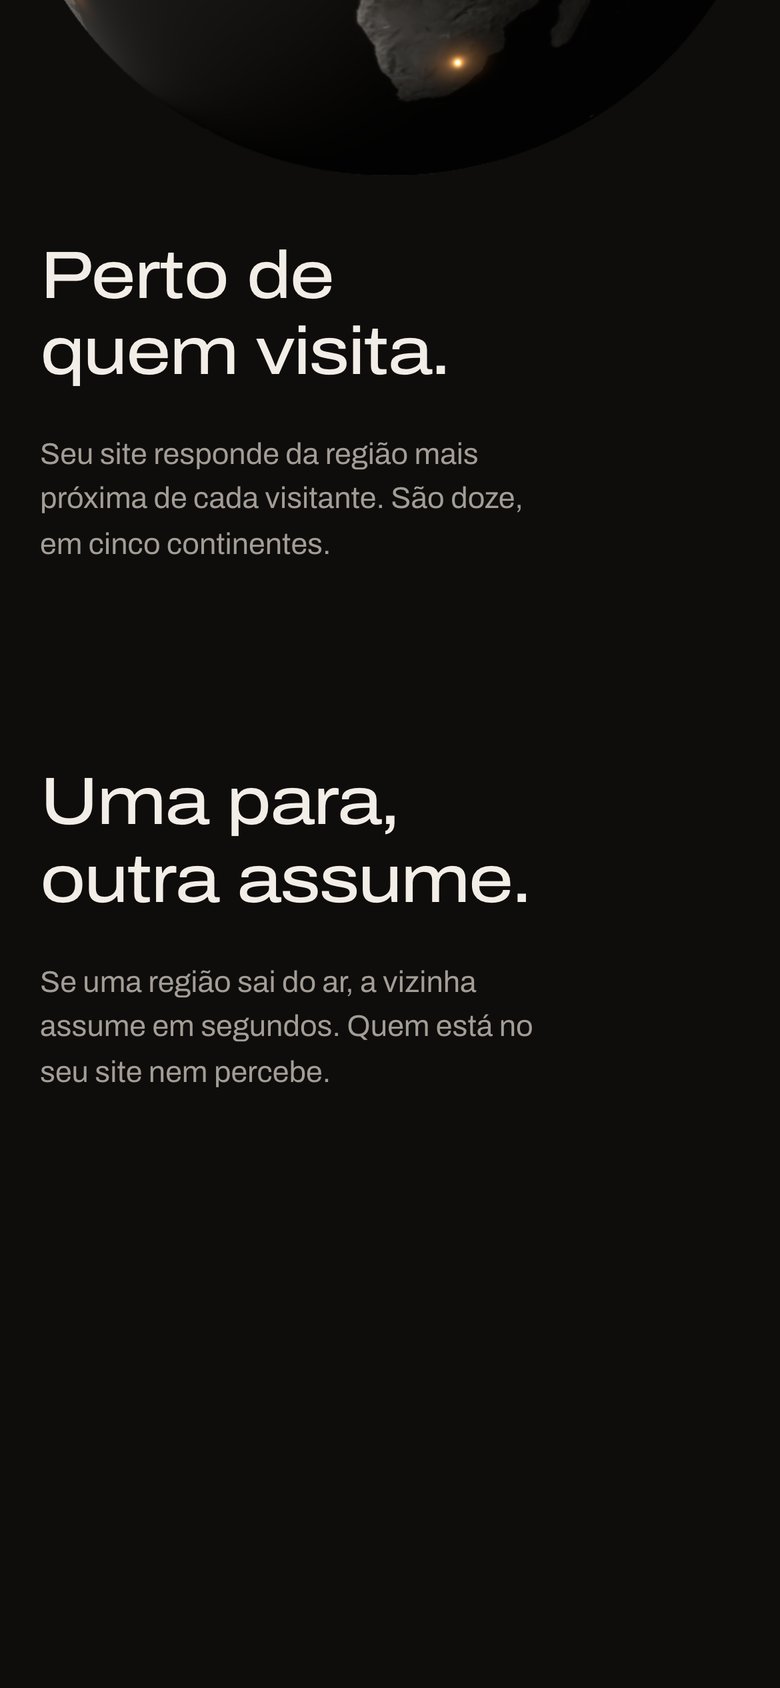 Perto de
quem visita.
Seu site responde da região mais
próxima de cada visitante. São doze,
em cinco continentes.
Uma para,
outra assume.
Se uma região sai do ar, a vizinha
assume em segundos. Quem está no
seu site nem percebe.